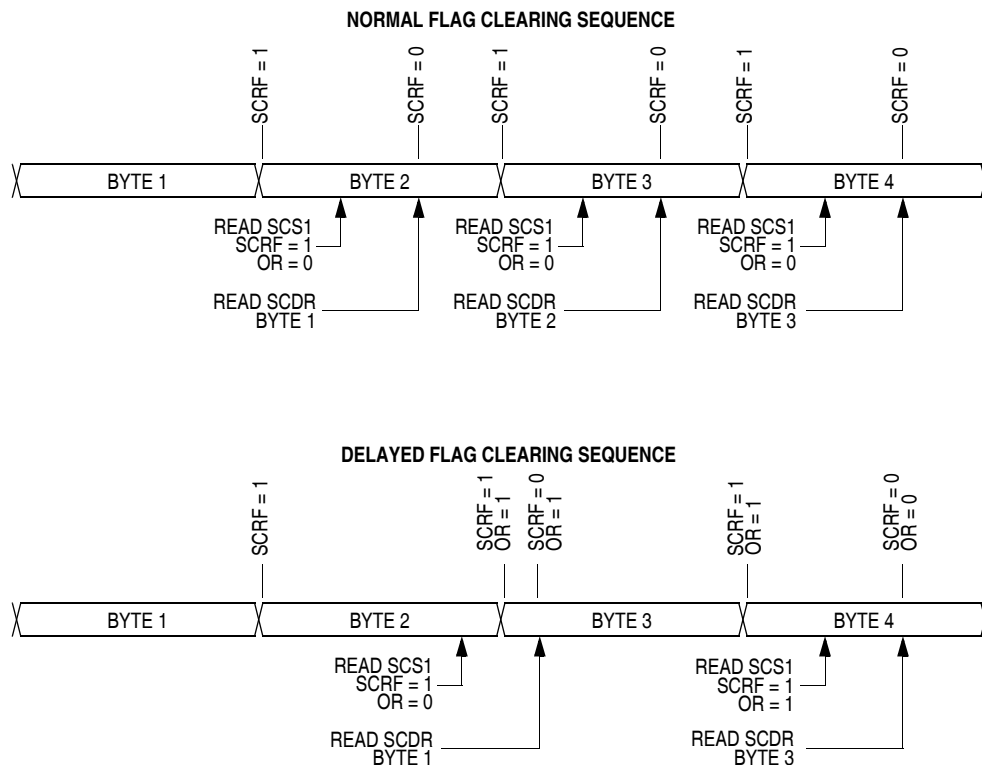 NORMAL FLAG CLEARING SEQUENCE
SCRF = 1
SCRF = 0
SCRF = 1
SCRF = 0
SCRF = 1
SCRF = 0
BYTE 1
BYTE 2
BYTE 3
BYTE 4
READ SCS1
SCRF = 1
OR = 0
READ SCS1
SCRF = 1
OR = 0
READ SCS1
SCRF = 1
OR = 0
READ SCDR
BYTE 1
READ SCDR
BYTE 2
READ SCDR
BYTE 3
DELAYED FLAG CLEARING SEQUENCE
SCRF = 1
SCRF = 1
OR = 1
SCRF = 0
OR = 1
SCRF = 1
OR = 1
SCRF = 0
OR = 0
BYTE 1
BYTE 2
BYTE 3
BYTE 4
READ SCS1
SCRF = 1
OR = 0
READ SCS1
SCRF = 1
OR = 1
READ SCDR
BYTE 1
READ SCDR
BYTE 3